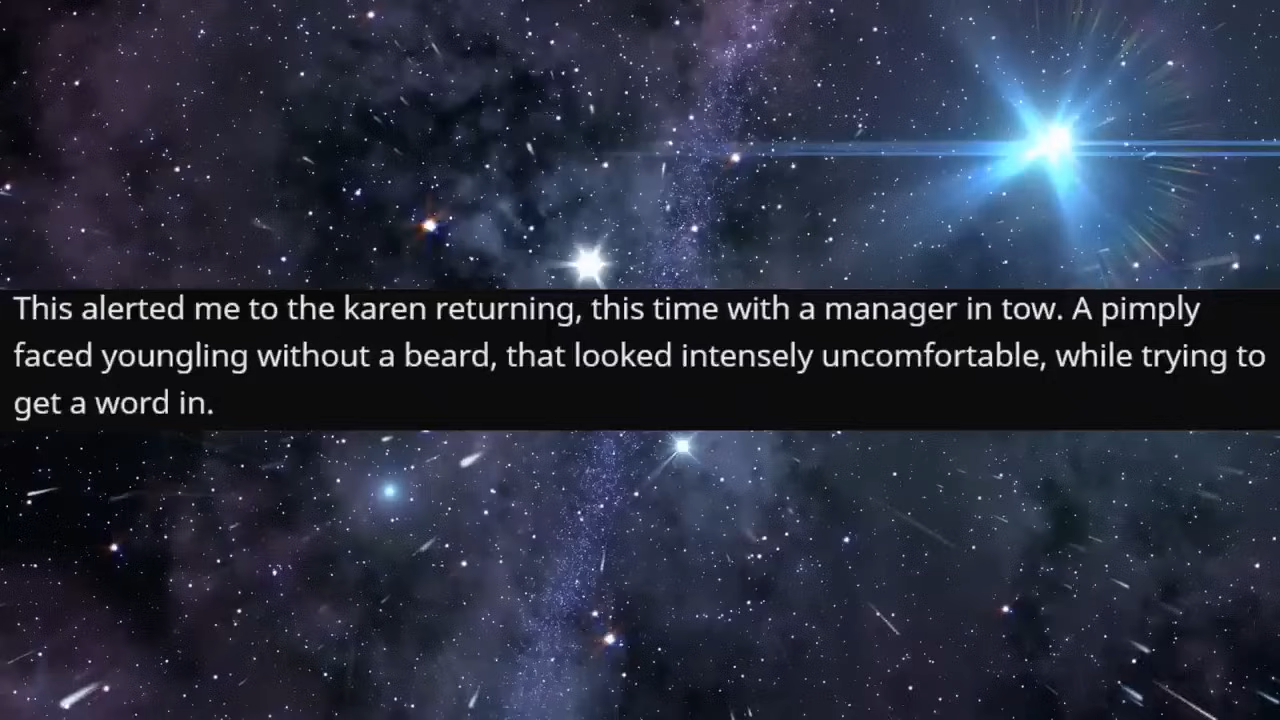 This alerted me to the karen returning, this time with a manager in tow. A pimply
faced youngling without a beard, that looked intensely uncomfortable, while trying to
get a word in.